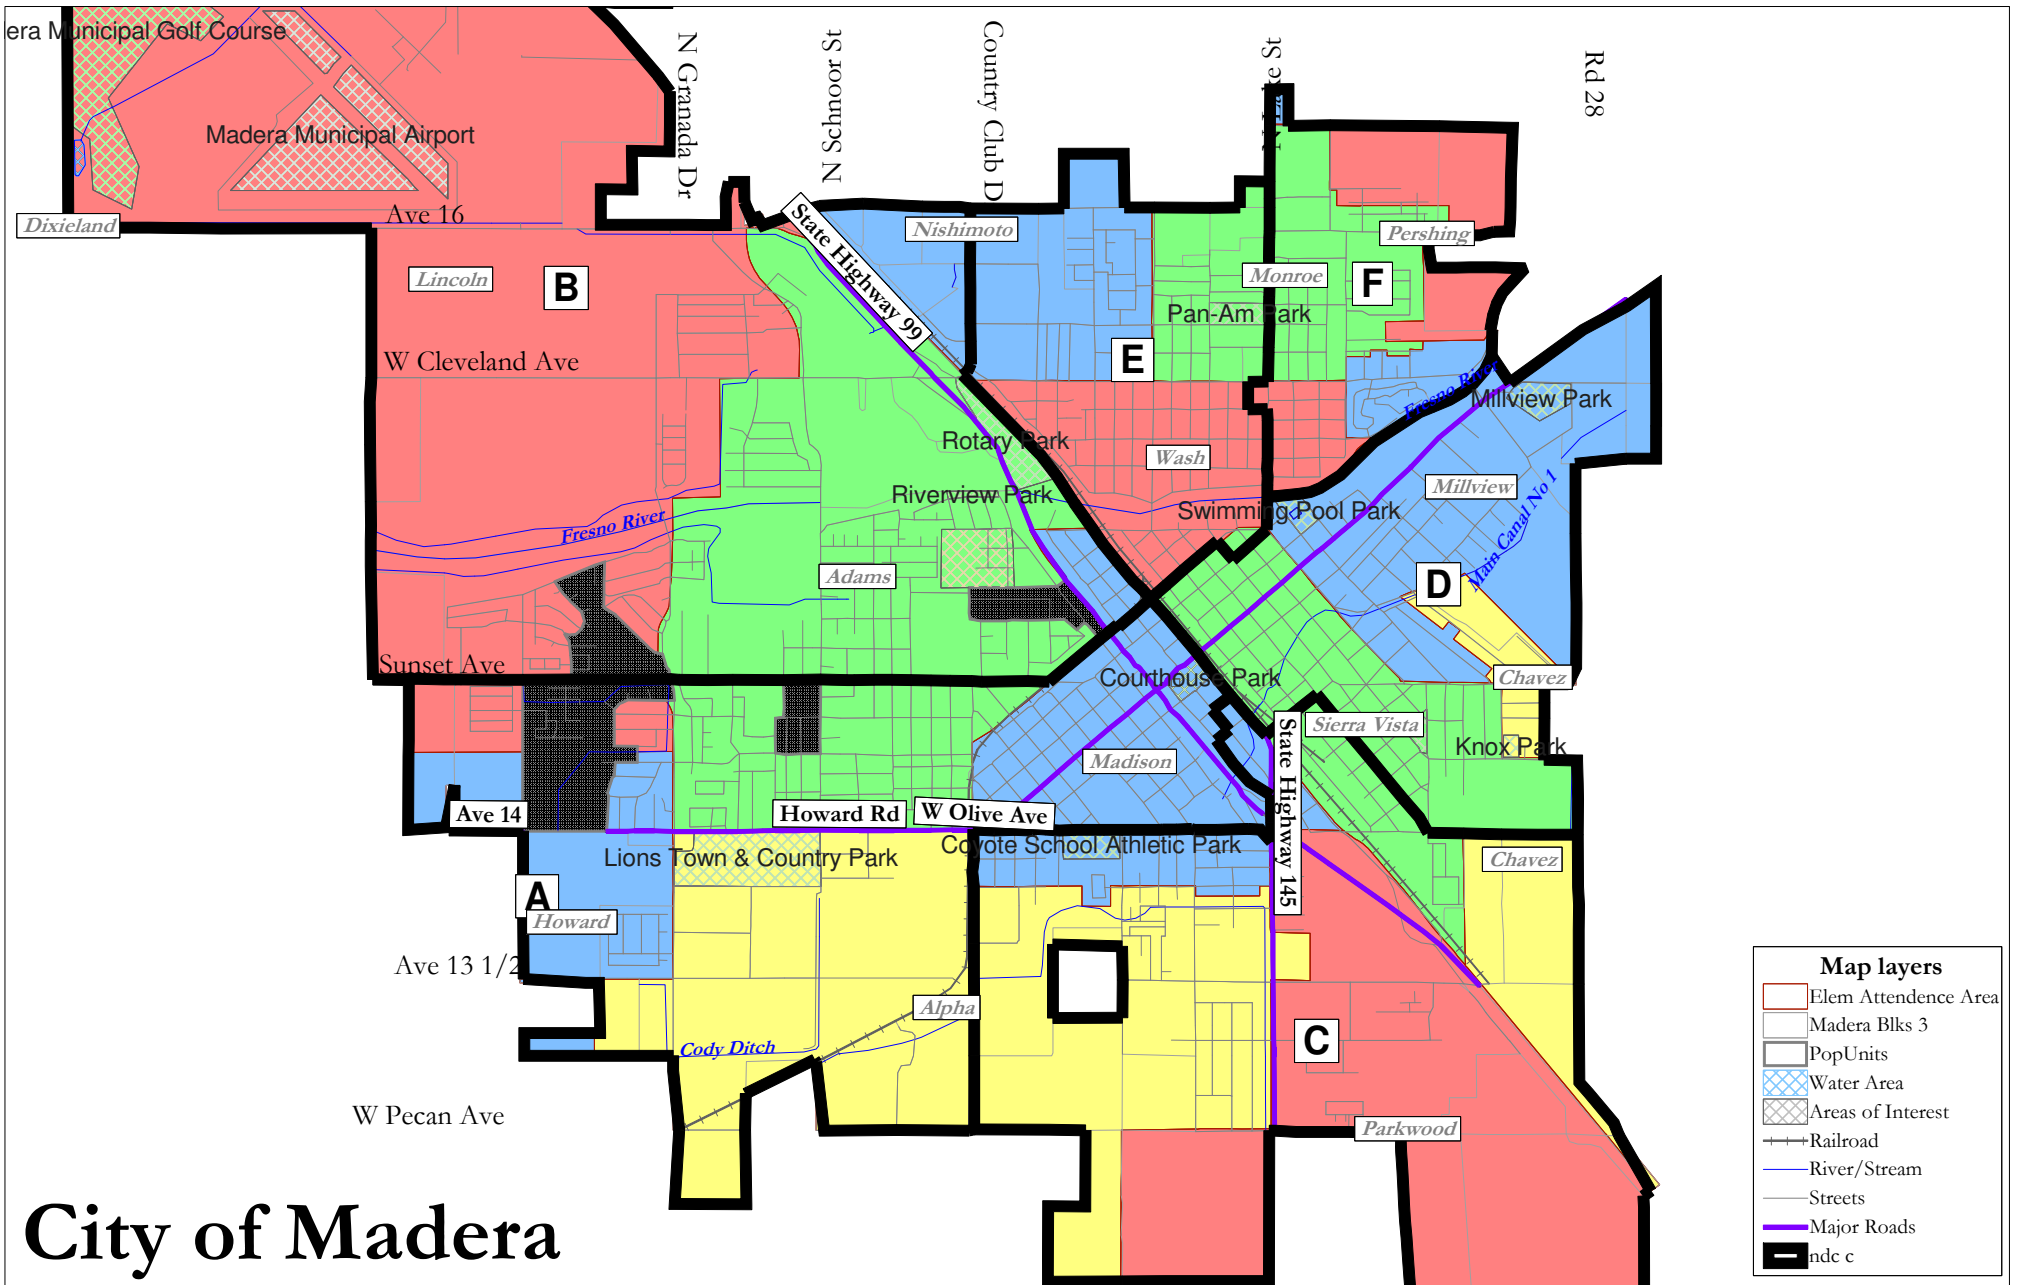 era Municipal Golf Course
N Granada Dr
N Schnoor St
Country Club D
Rd 28
Madera Municipal Airport
Ave 16
Dixieland
State Highway 99
Nishimoto
Pershing
Lincoln
B
Monroe
F
Pan-Am Park
W Cleveland Ave
E
Fresno River
Millview Park
Rotary Park
Wash
Riverview Park
Millview
Swimming Pool Park
Fresno River
Main Canal No 1
Adams
D
Sunset Ave
Courthouse Park
Chavez
Sierra Vista
Knox Park
Madison
State Highway 145
Ave 14
Howard Rd
W Olive Ave
Lions Town & Country Park
Coyote School Athletic Park
Chavez
A
Howard
Ave 13 1/2
Alpha
Cody Ditch
C
W Pecan Ave
Parkwood
City of Madera
Map layers
Elem Attendence Area
Madera Blks 3
PopUnits
Water Area
Areas of Interest
Railroad
River/Stream
Streets
Major Roads
ndc c